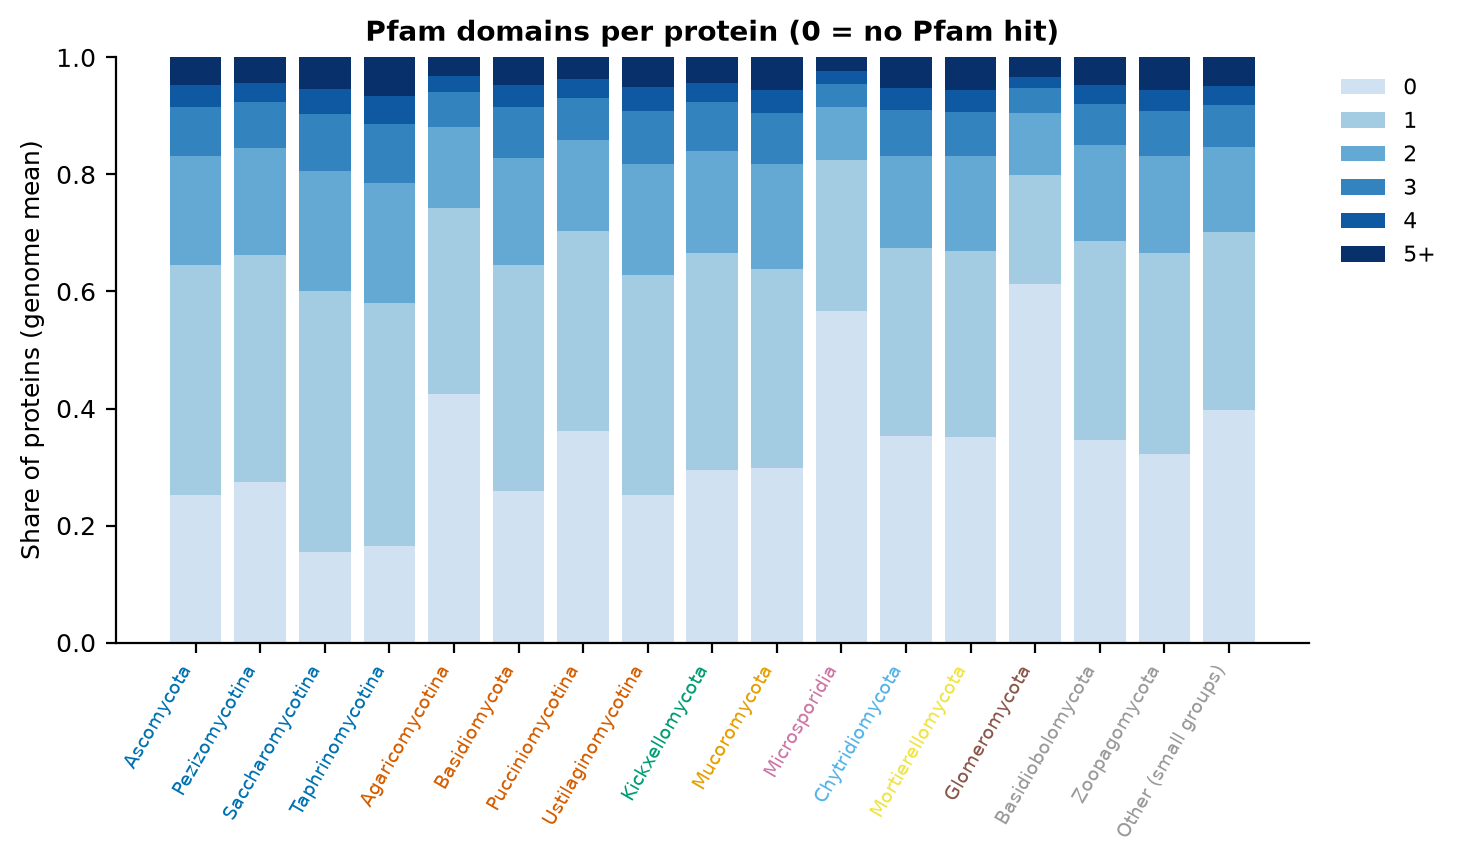 Pfam domains per protein (0 = no Pfam hit)
Share of proteins (genome mean)
1.0
0.8
0.6
0.4
0.2
0.0
Ascomycota
Pezizomycotina
Saccharomycotina
Taphrinomycotina
Agaricomycotina
Basidiomycota
Pucciniomycotina
Ustilaginomycotina
Kickxellomycota
Mucoromycota
Microsporidia
Chytridiomycota
Mortierellomycota
Glomeromycota
Basidiobolomycota
Zoopagomycota
Other (small groups)
0
1
2
3
4
5+